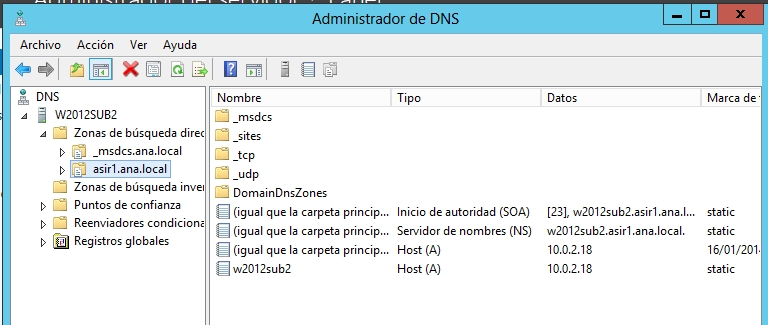 Administrador de DNS
Archivo Acción Ver Ayuda
DNS
W2012SUB2
Zonas de búsqueda direc
_msdcs.ana.local
asir1.ana.local
Zonas de búsqueda inver
Puntos de confianza
Reenviadores condiciona
Registros globales
Nombre Tipo Datos Marca de
_msdcs
_sites
_tcp
_udp
DomainDnsZones
(igual que la carpeta princip... Inicio de autoridad (SOA) [23], w2012sub2.asir1.ana.l... static
(igual que la carpeta princip... Servidor de nombres (NS) w2012sub2.asir1.ana.local. static
(igual que la carpeta princip... Host (A) 10.0.2.18 16/01/201
w2012sub2 Host (A) 10.0.2.18 static